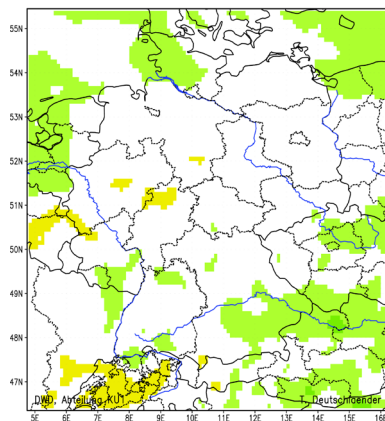 55N
54N
53N
52N
51N
50N
49N
48N
47N
DWD, Abteilung KU1 T. Deutschlaender
5E 6E 7E 8E 9E 10E 11E 12E 13E 14E 15E 16E